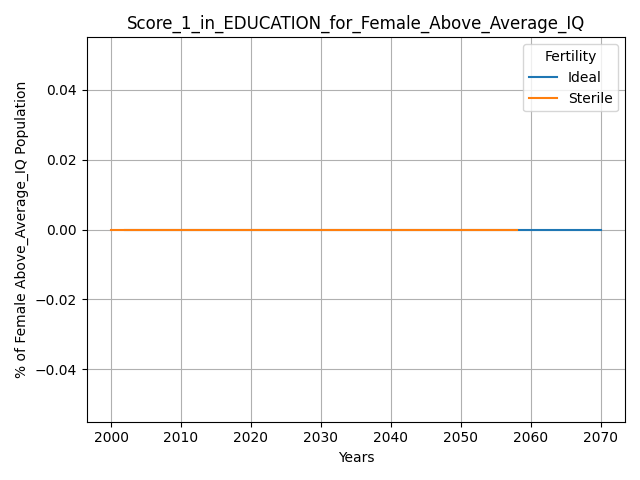 Score_1_in_EDUCATION_for_Female_Above_Average_IQ
% of Female Above_Average_IQ Population
0.04
0.02
0.00
−0.02
−0.04
Fertility
Ideal
Sterile
2000 2010 2020 2030 2040 2050 2060 2070
Years